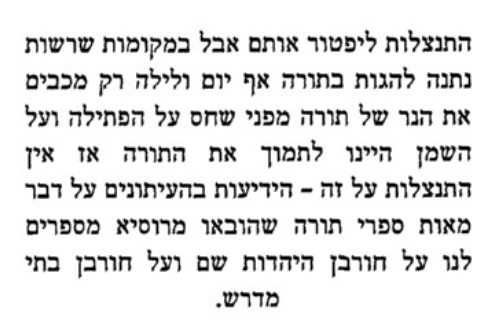 התנצלות ליפטור אותם אבל במקומות שרשות
נתנה להגות בתורה אף יום ולילה רק מכבים
את הנר של תורה מפני שחס על הפתילה ועל
השמן היינו לתמוך את התורה אז אין
התנצלות על זה – הידיעות בהעיתונים על דבר
מאות ספרי תורה שהובאו מרוסיא מספרים
לנו על חורבן היהדות שם ועל חורבן בתי
מדרש.